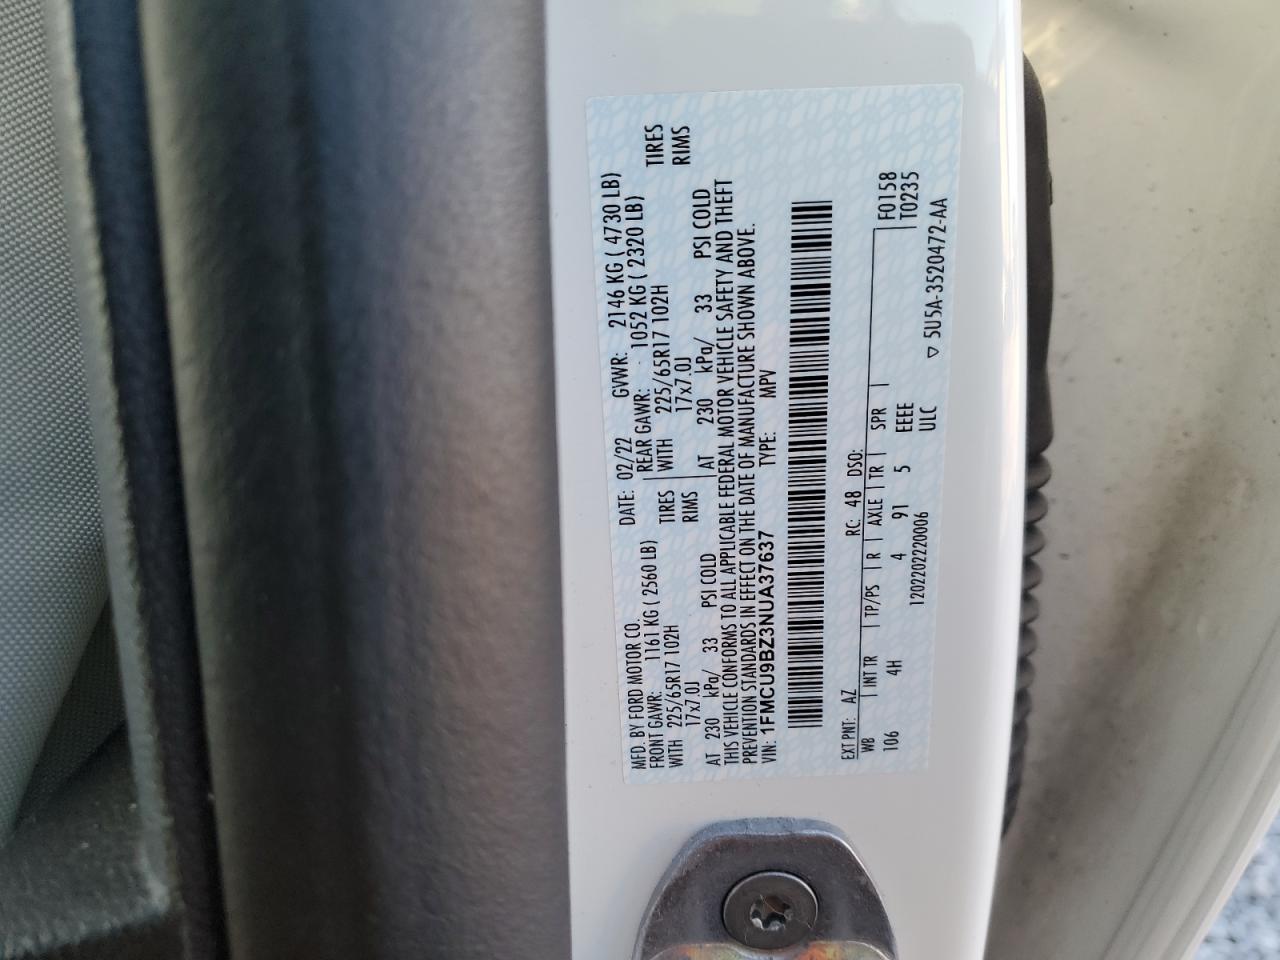 MFD. BY FORD MOTOR CO.
DATE: 02/22 GVWR: 2146 KG ( 4730 LB)
FRONT GAWR: 1161 KG ( 2560 LB)
REAR GAWR: 1052 KG ( 2320 LB)
WITH 225/65R17 102H TIRES
WITH 225/65R17 102H TIRES
17x7.0J RIMS
17x7.0J RIMS
AT 230 kPa/ 33 PSI COLD
AT 230 kPa/ 33 PSI COLD
THIS VEHICLE CONFORMS TO ALL APPLICABLE FEDERAL MOTOR VEHICLE SAFETY AND THEFT
PREVENTION STANDARDS IN EFFECT ON THE DATE OF MANUFACTURE SHOWN ABOVE.
VIN: 1FMCU9BZ3NUA37637 TYPE: MPV
EXT PNT: AZ RC: 48 DSO: F0158
WB | INT TR | TP/PS | R | AXLE | TR | SPR | T0235
106 4H 4 91 5 EEEE
1202202220006 ULC ▽ 5U5A-3520472-AA